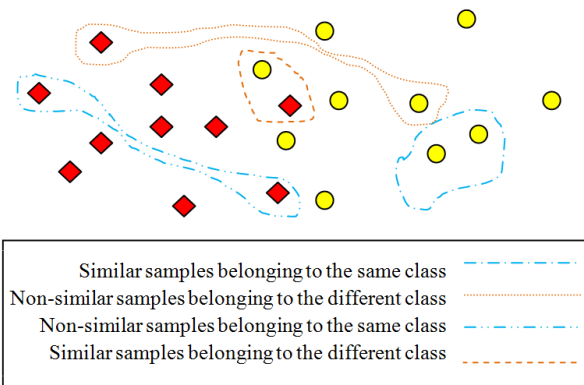 Similar samples belonging to the same class
Non-similar samples belonging to the different class
Non-similar samples belonging to the same class
Similar samples belonging to the different class